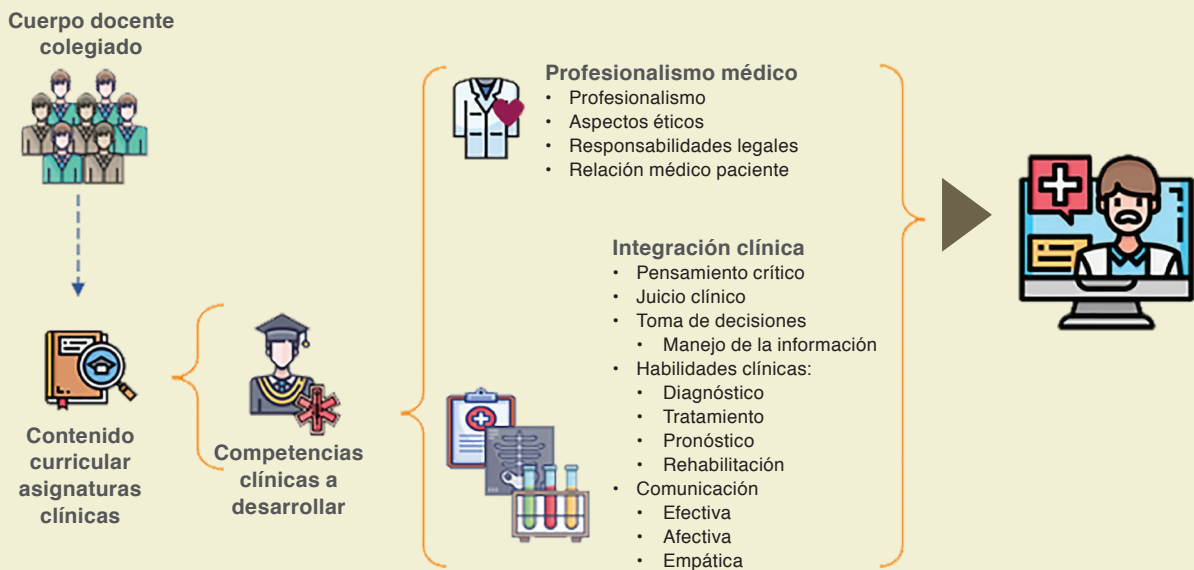 Cuerpo docente
colegiado
Contenido
curricular
asignaturas
clínicas
Competencias
clínicas a
desarrollar
Profesionalismo médico
• Profesionalismo
• Aspectos éticos
• Responsabilidades legales
• Relación médico paciente
Integración clínica
• Pensamiento crítico
• Juicio clínico
• Toma de decisiones
• Manejo de la información
• Habilidades clínicas:
• Diagnóstico
• Tratamiento
• Pronóstico
• Rehabilitación
• Comunicación
• Efectiva
• Afectiva
• Empática